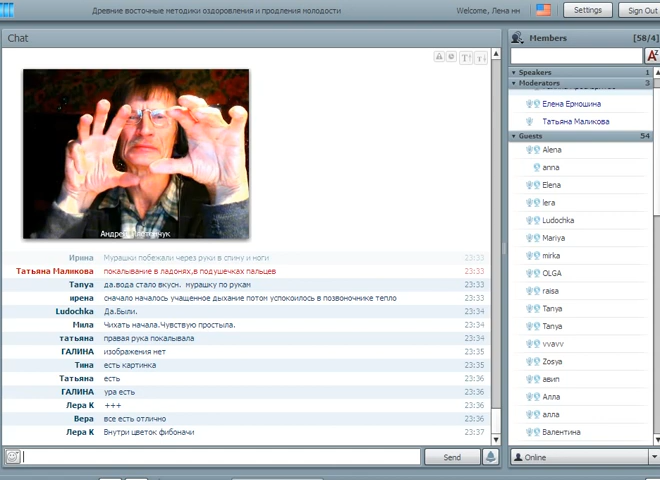 Древние восточные методики оздоровления и продления молодости
Welcome, Лена нн
Settings
Sign Out
Chat
Андрей
Ирина Мурашки побежали через руки в спину и ноги 23:33
Татьяна Маликова покалывание в ладонях,в подушечках пальцев 23:33
Tanya да.вода стало вкусн. мурашку по рукам 23:33
ирена сначало началось учащенное дыхание потом успокоилось в позвоночнике тепло 23:33
Ludochka Да.Были. 23:34
Мила Чихать начала.Чувствую простыла. 23:34
татьяна правая рука покалывала 23:34
ГАЛИНА изображения нет 23:35
Тина есть картинка 23:35
Татьяна есть 23:36
ГАЛИНА ура есть 23:36
Лера К +++ 23:36
Вера все есть отлично 23:36
Лера К Внутри цветок фибоначи 23:37
Send
Members [58/4]
Speakers 1
Moderators 3
Елена Ермошина
Татьяна Маликова
Guests 54
Alena
anna
Elena
lera
Ludochka
Mariya
mirka
OLGA
raisa
Tanya
Tanya
vvavv
Zosya
авип
Алла
алла
Валентина
Online